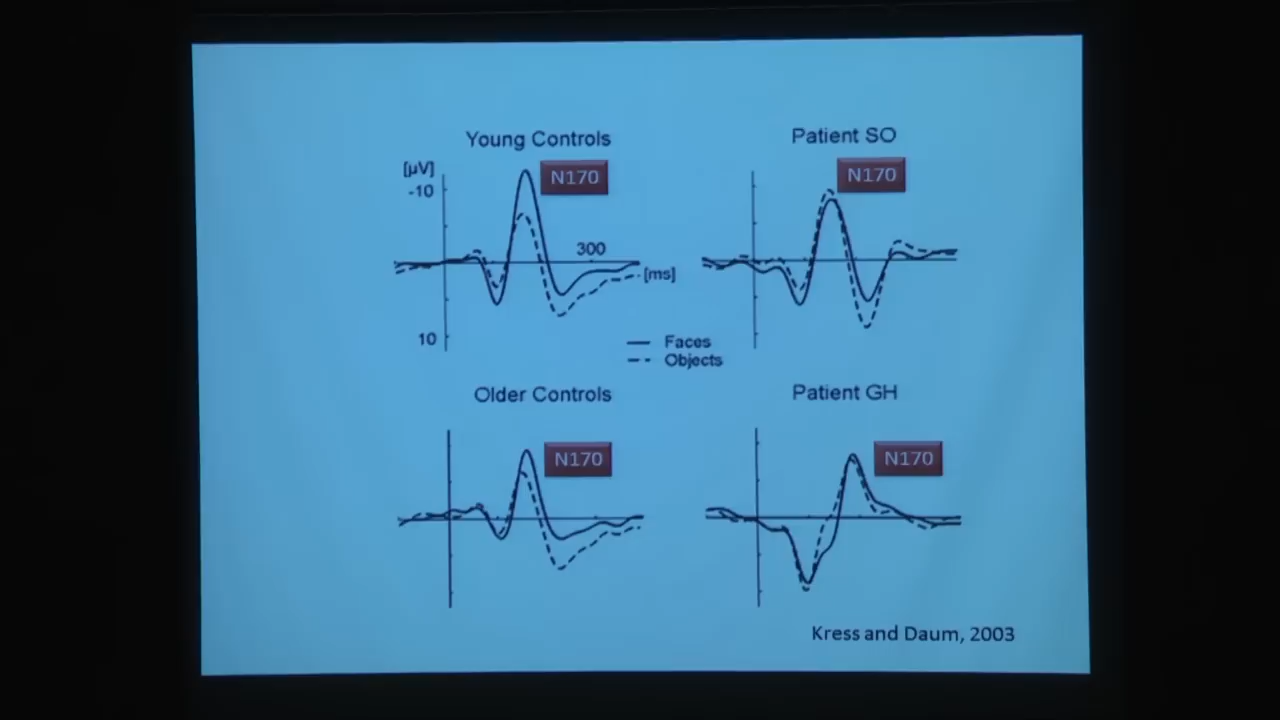 Young Controls
[µV]
-10
N170
300
[ms]
10
Patient SO
N170
Faces
Objects
Older Controls
N170
Patient GH
N170
Kress and Daum, 2003